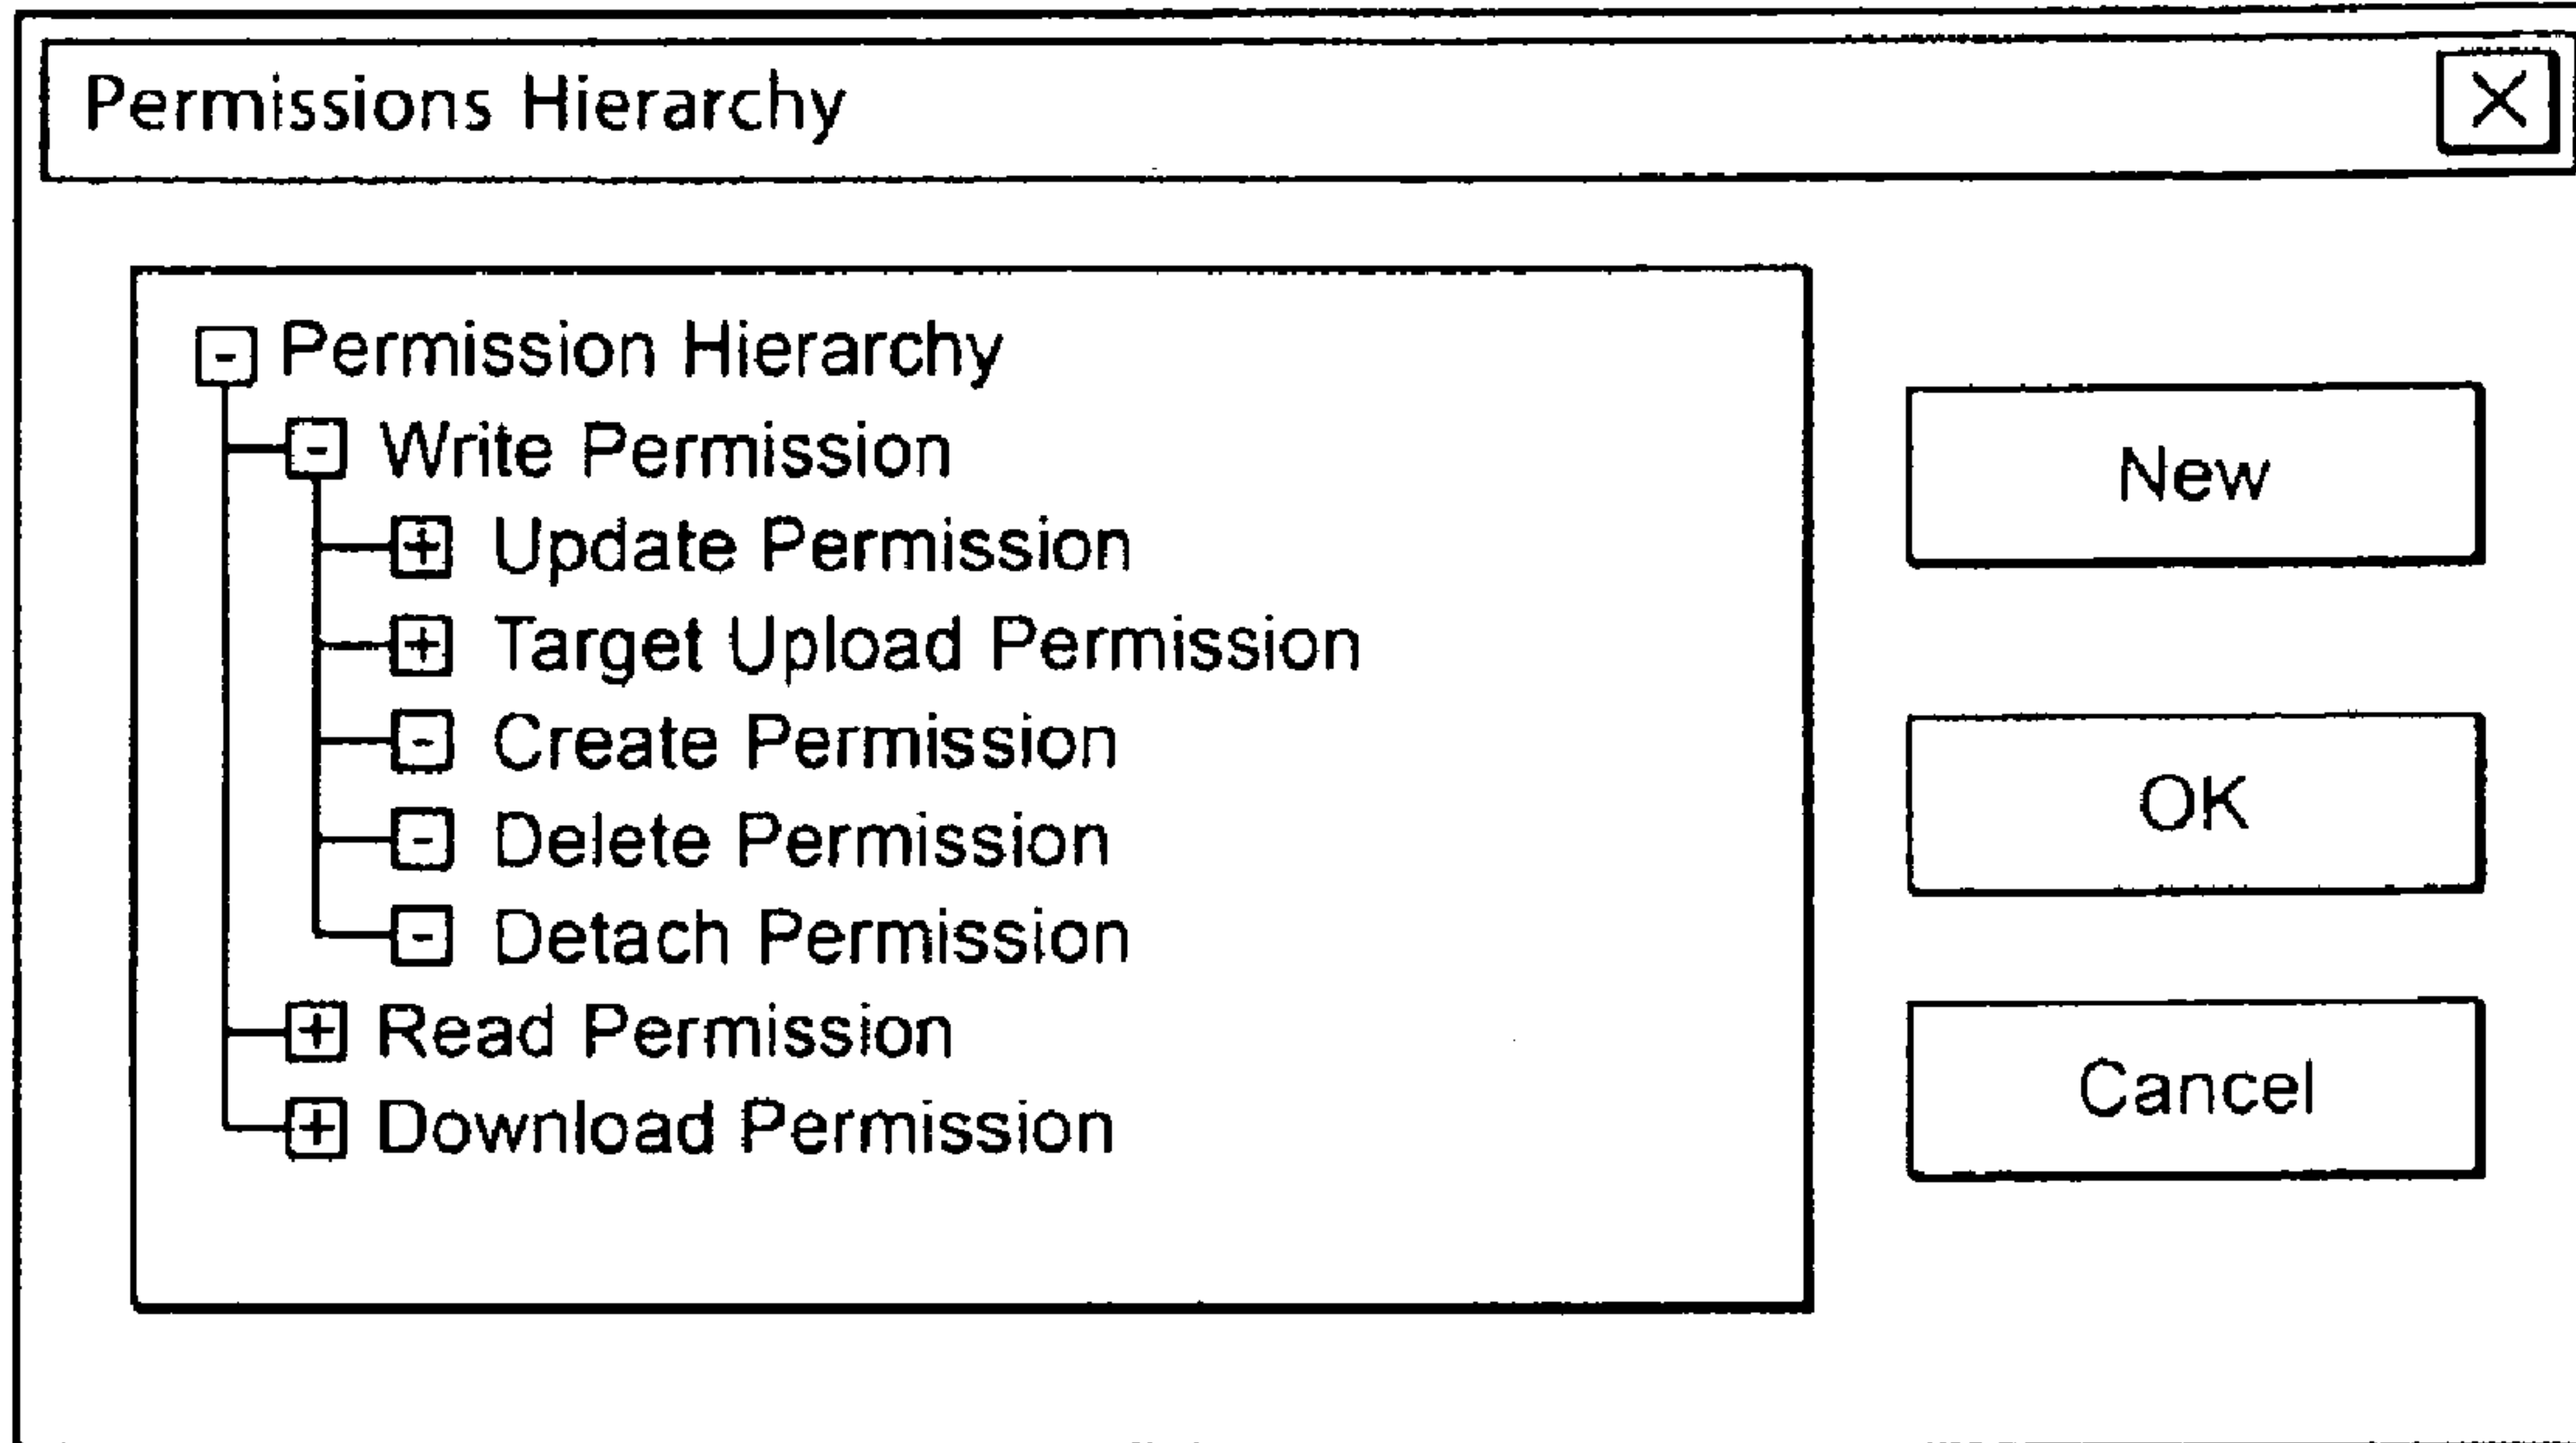 Permissions Hierarchy
- Permission Hierarchy
- Write Permission
+ Update Permission
+ Target Upload Permission
- Create Permission
- Delete Permission
- Detach Permission
+ Read Permission
+ Download Permission
New
OK
Cancel